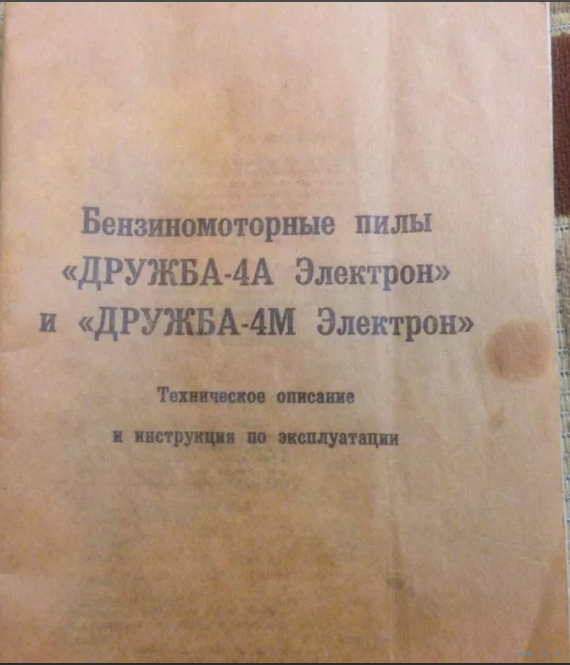 Бензиномоторные пилы
«ДРУЖБА-4А Электрон»
и «ДРУЖБА-4М Электрон»
Техническое описание
и инструкция по эксплуатации